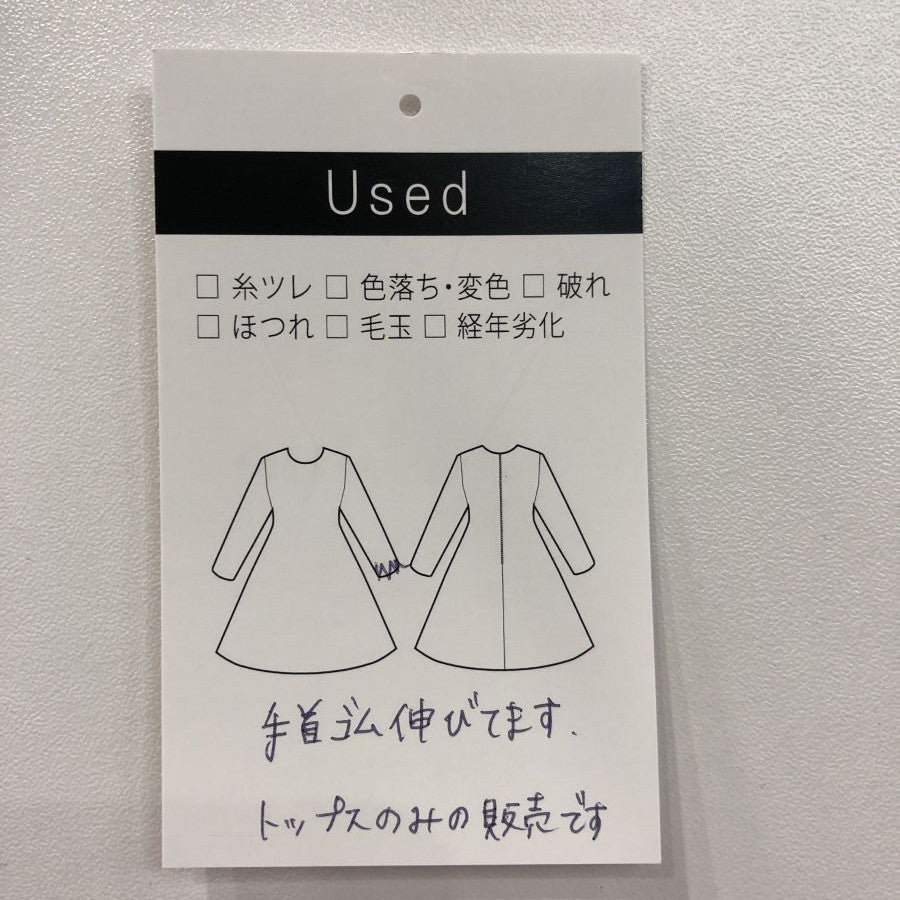 Used
□ 糸ツレ □ 色落ち・変色 □ 破れ
□ ほつれ □ 毛玉 □ 経年劣化
手首ゴム伸びてます.
トップスのみの販売です